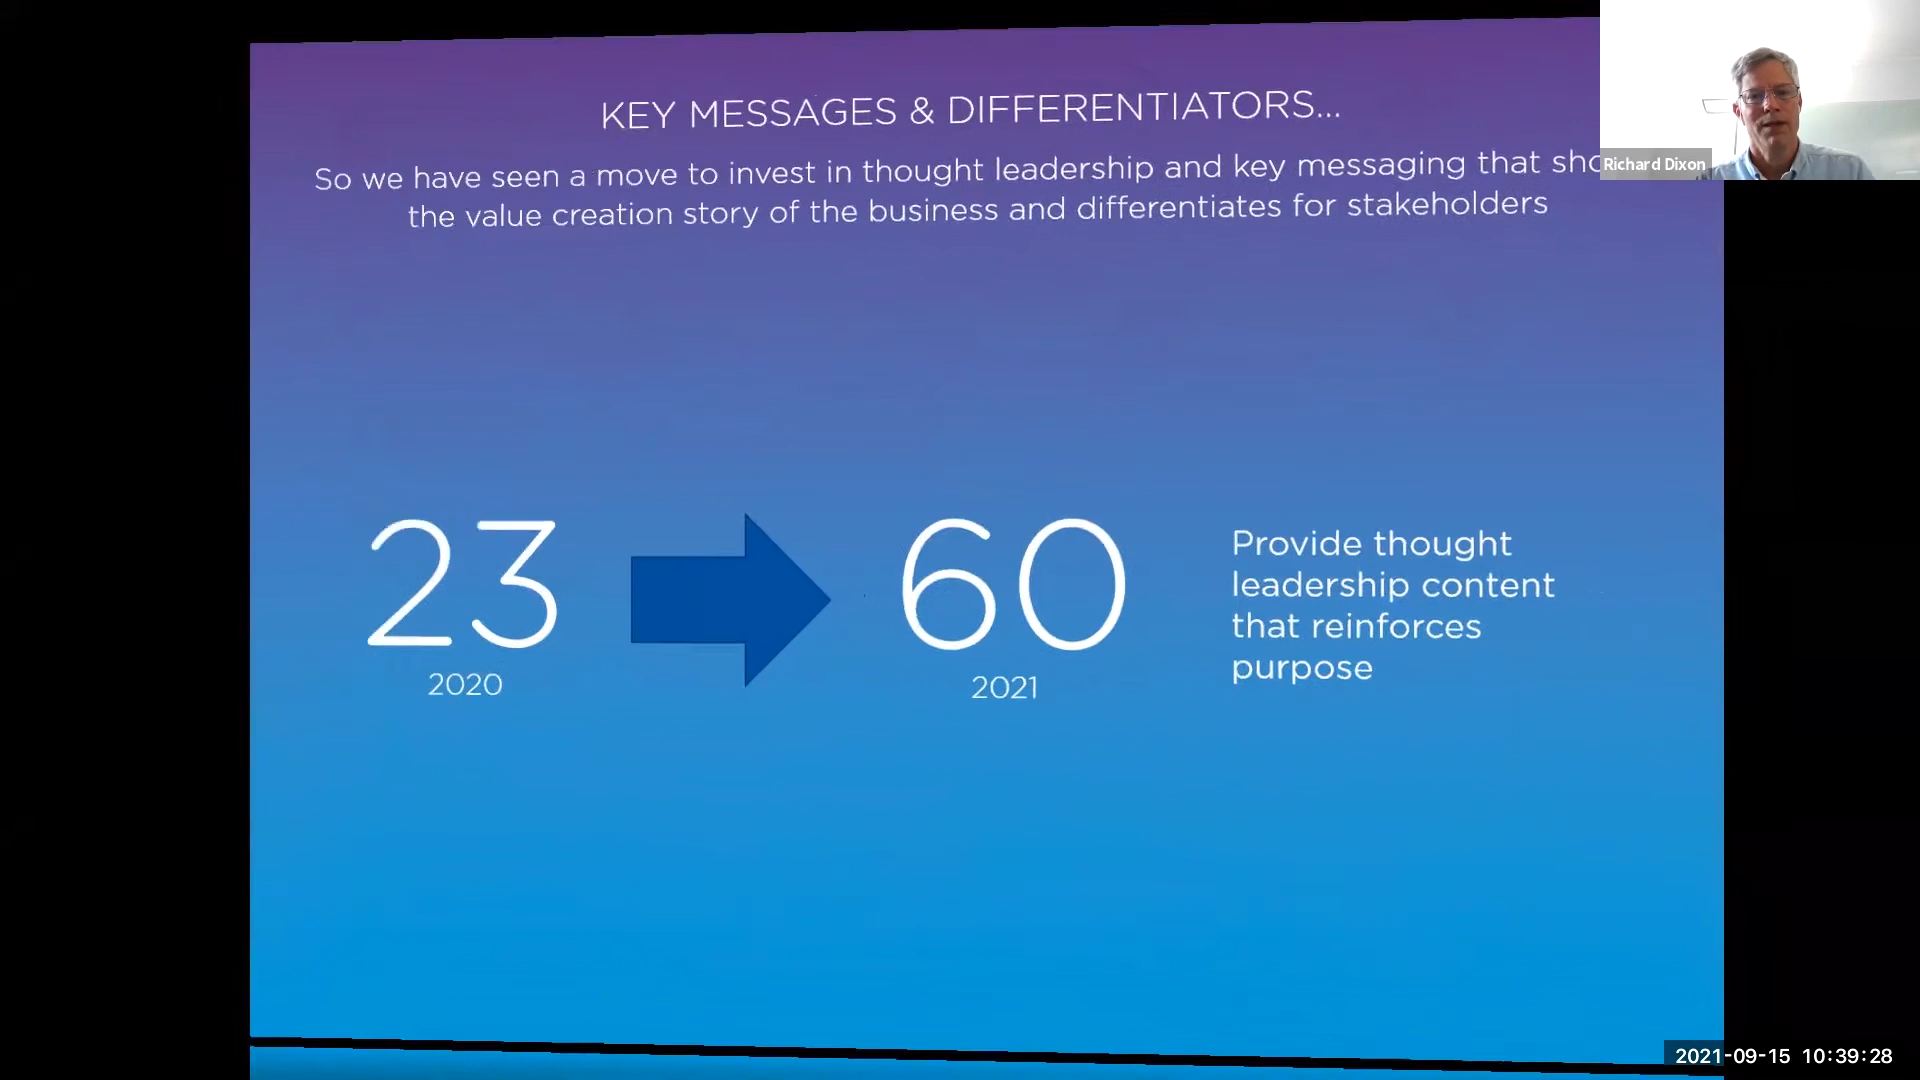 KEY MESSAGES & DIFFERENTIATORS...
So we have seen a move to invest in thought leadership and key messaging that
the value creation story of the business and differentiates for stakeholders
Richard Dixon
23
2020
60
2021
Provide thought
leadership content
that reinforces
purpose
2021-09-15 10:39:28